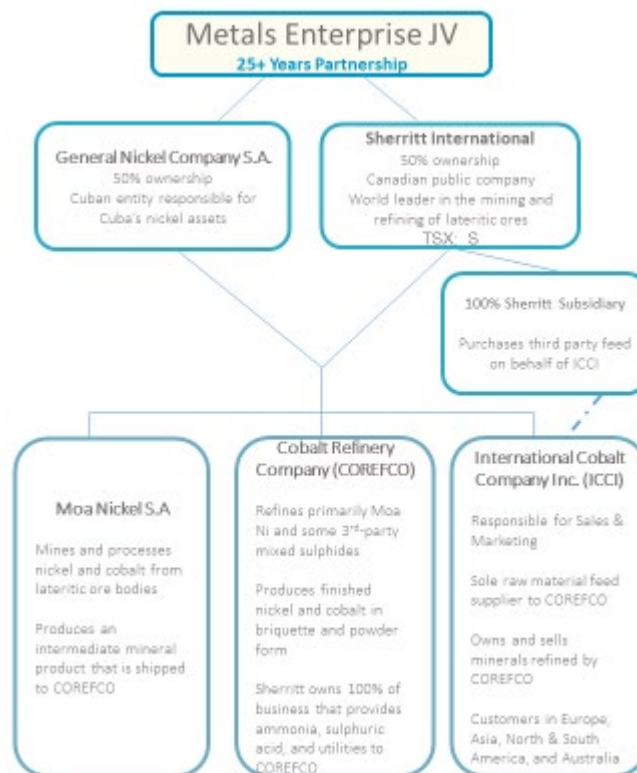 Metals Enterprise JV
25+ Years Partnership
General Nickel Company S.A.
50% ownership
Cuban entity responsible for
Cuba's nickel assets
Sherritt International
50% ownership
Canadian public company
World leader in the mining and
refining of lateritic ores
TSX: S
100% Sherritt Subsidiary
Purchases third party feed
on behalf of ICCI
Moa Nickel S.A
Mines and processes
nickel and cobalt from
lateritic ore bodies
Produces an
intermediate mineral
product that is shipped
to COREFCO
Cobalt Refinery
Company (COREFCO)
Refines primarily Moa
Ni and some 3rd-party
mixed sulphides
Produces finished
nickel and cobalt in
briquette and powder
form
Sherritt owns 100% of
business that provides
ammonia, sulphuric
acid, and utilities to
COREFCO
International Cobalt
Company Inc. (ICCI)
Responsible for Sales &
Marketing
Sole raw material feed
supplier to COREFCO
Owns and sells
minerals refined by
COREFCO
Customers in Europe,
Asia, North & South
America, and Australia